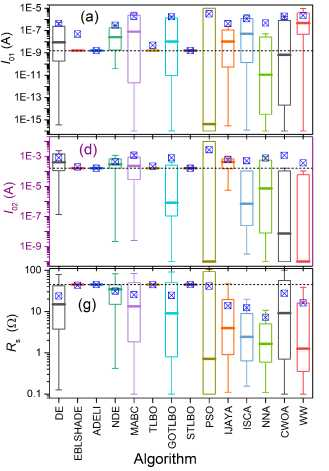 1E-5
(a)
1E-7
I01 (A)
1E-9
1E-11
1E-13
1E-15
(d)
1E-3
I02 (A)
1E-5
1E-7
1E-9
100
(g)
10
Rs (Ω)
1
0.1
DE
EBLSHADE
ADELI
NDE
MABC
TLBO
GOTLBO
STLBO
PSO
IJAYA
ISCA
NNA
CWOA
WW
Algorithm